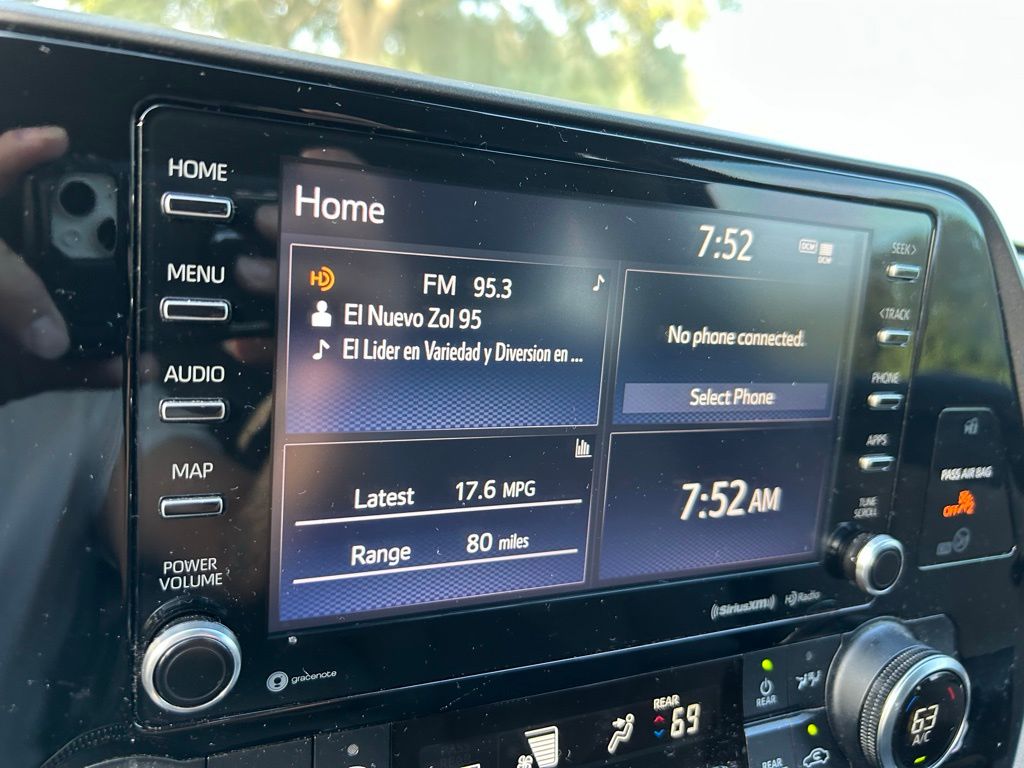 HOME
MENU
AUDIO
MAP
POWER
VOLUME
Home
7:52
DCM
DCM
HD
FM 95.3
El Nuevo Zol 95
El Lider en Variedad y Diversion en ...
No phone connected.
Select Phone
Latest 17.6 MPG
Range 80 miles
7:52 AM
SEEK>
<TRACK
PHONE
APPS
TUNE
SCROLL
PASS AIR BAG
OFF
gracenote
SiriusXM
HD Radio
REAR
69
REAR
REAR
63
A/C